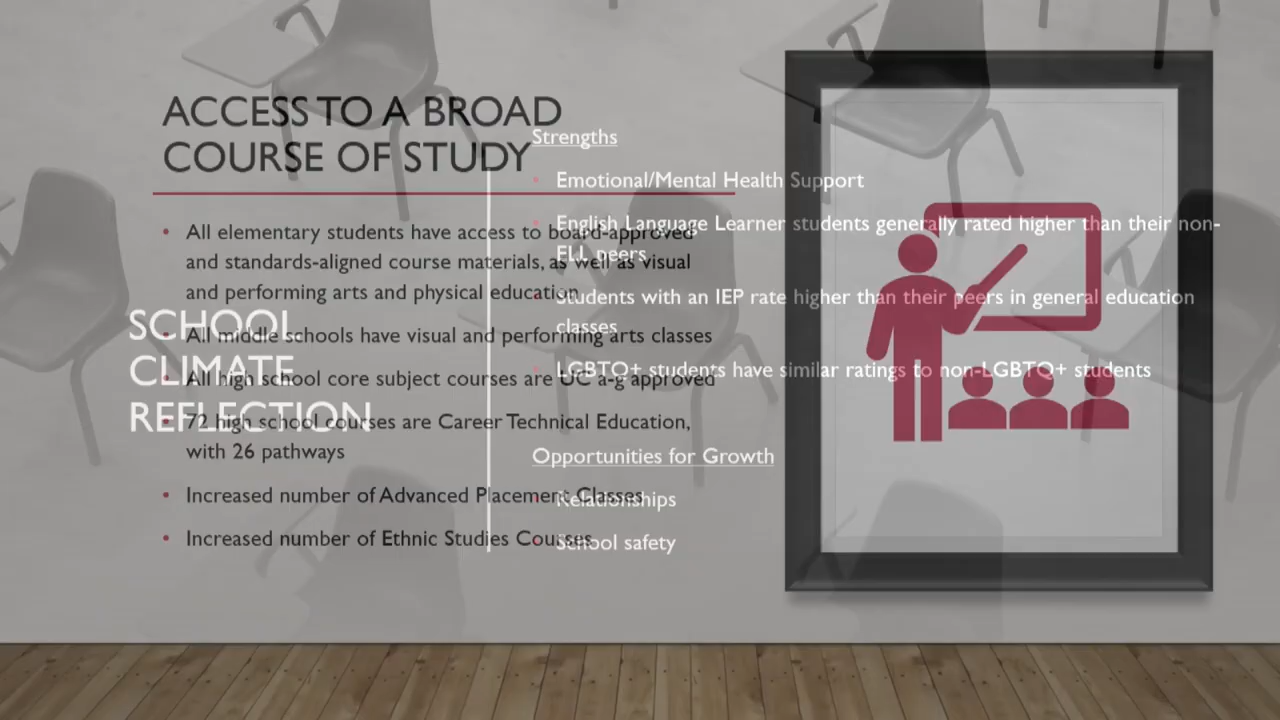 ACCESS TO A BROAD
COURSE OF STUDY
• All elementary students have access to board-approved
and standards-aligned course materials, as well as visual
and performing arts and physical education
• All middle schools have visual and performing arts classes
• All high school core subject courses are UC a-g approved
• 72 high school courses are Career Technical Education,
with 26 pathways
• Increased number of Advanced Placement Classes
• Increased number of Ethnic Studies Courses
SCHOOL
CLIMATE
REFLECTION
Strengths
• Emotional/Mental Health Support
• English Language Learner students generally rated higher than their non-
ELL peers
• Students with an IEP rate higher than their peers in general education
classes
• LGBTQ+ students have similar ratings to non-LGBTQ+ students
Opportunities for Growth
• Relationships
• School safety